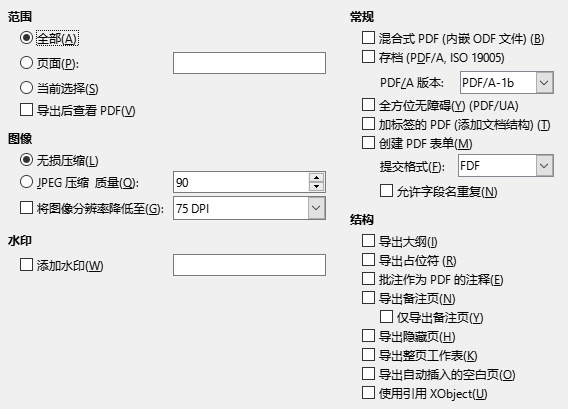 范围
全部(A)
页面(P):
当前选择(S)
导出后查看 PDF(V)
图像
无损压缩(L)
JPEG 压缩 质量(Q):
90
将图像分辨率降低至(G):
75 DPI
水印
添加水印(W)
常规
混合式 PDF (内嵌 ODF 文件) (B)
存档 (PDF/A, ISO 19005)
PDF/A 版本:
PDF/A-1b
全方位无障碍(Y) (PDF/UA)
加标签的 PDF (添加文档结构) (T)
创建 PDF 表单(M)
提交格式(F):
FDF
允许字段名重复(N)
结构
导出大纲(I)
导出占位符 (R)
批注作为 PDF 的注释(E)
导出备注页(N)
仅导出备注页(Y)
导出隐藏页(H)
导出整页工作表(K)
导出自动插入的空白页(O)
使用引用 XObject(U)